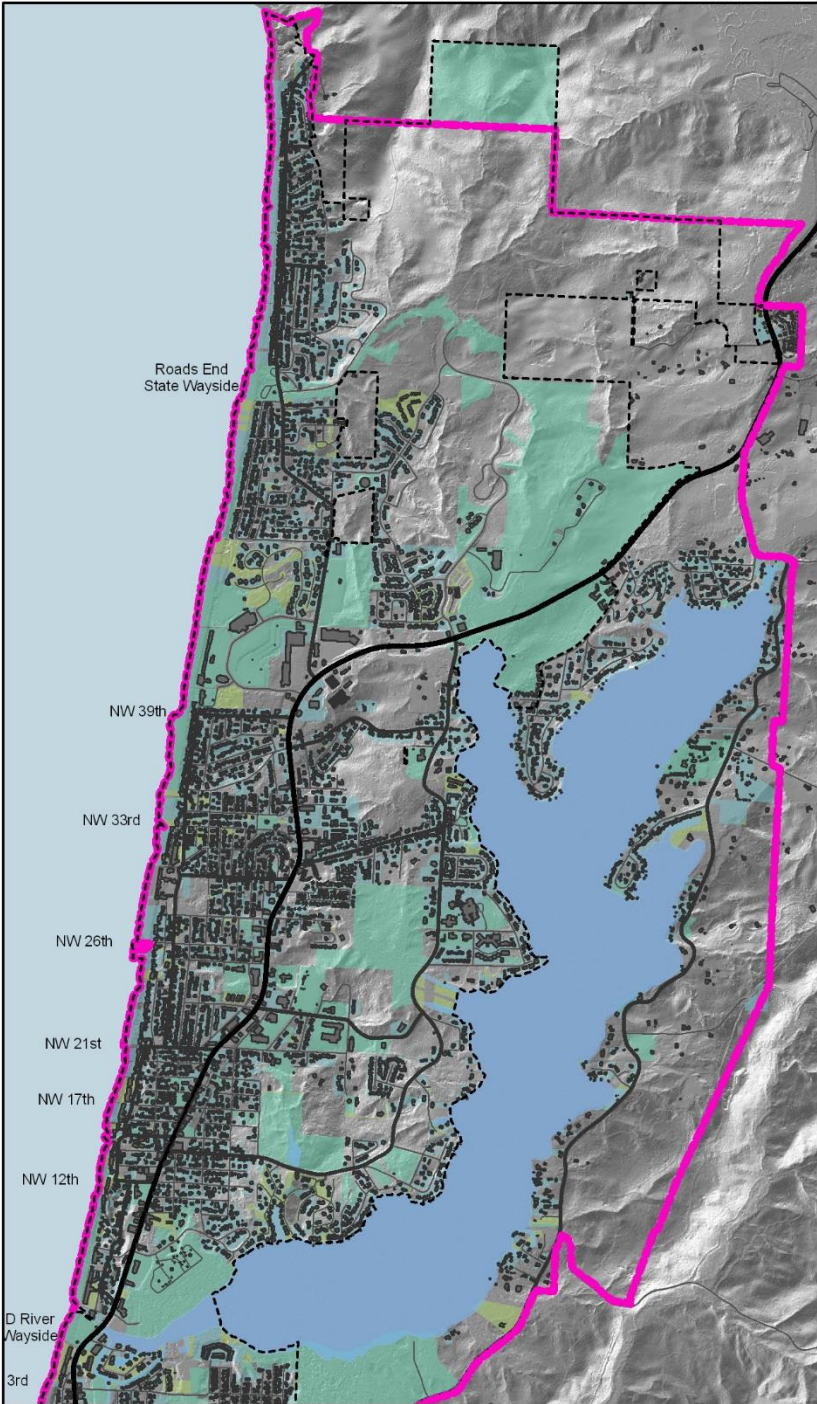 Roads End
State Wayside
NW 39th
NW 33rd
NW 26th
NW 21st
NW 17th
NW 12th
D River
Wayside
3rd